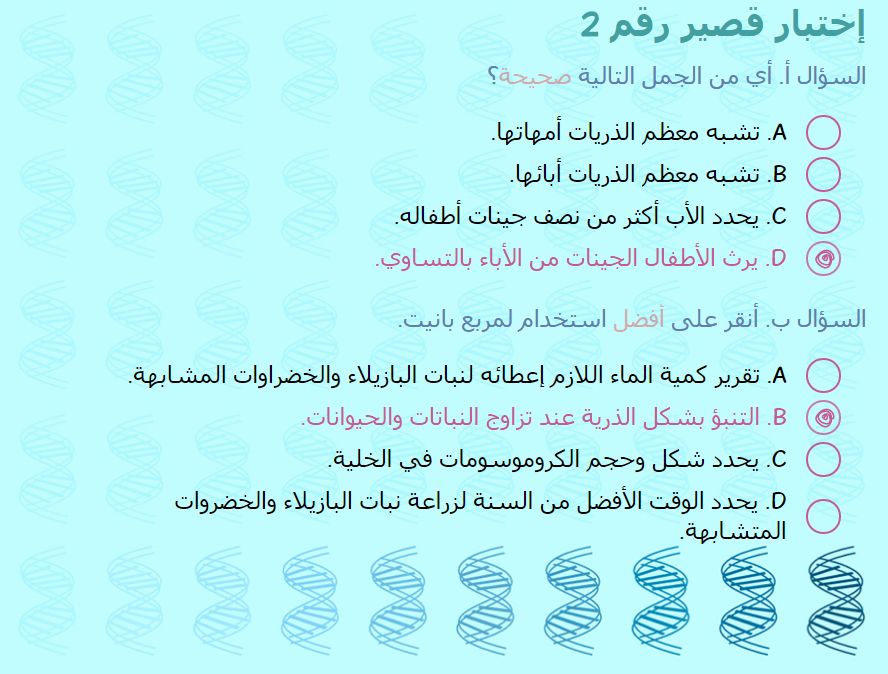 إختبار قصير رقم 2
السؤال أ. أي من الجمل التالية صحيحة؟
A. تشبه معظم الذريات أمهاتها.
B. تشبه معظم الذريات أبائها.
C. يحدد الأب أكثر من نصف جينات أطفاله.
D. يرث الأطفال الجينات من الأباء بالتساوي.
السؤال ب. أنقر على أفضل استخدام لمربع بانيت.
A. تقرير كمية الماء اللازم إعطائه لنبات البازيلاء والخضراوات المشابهة.
B. التنبؤ بشكل الذرية عند تزاوج النباتات والحيوانات.
C. يحدد شكل وحجم الكروموسومات في الخلية.
D. يحدد الوقت الأفضل من السنة لزراعة نبات البازيلاء والخضروات
المتشابهة.